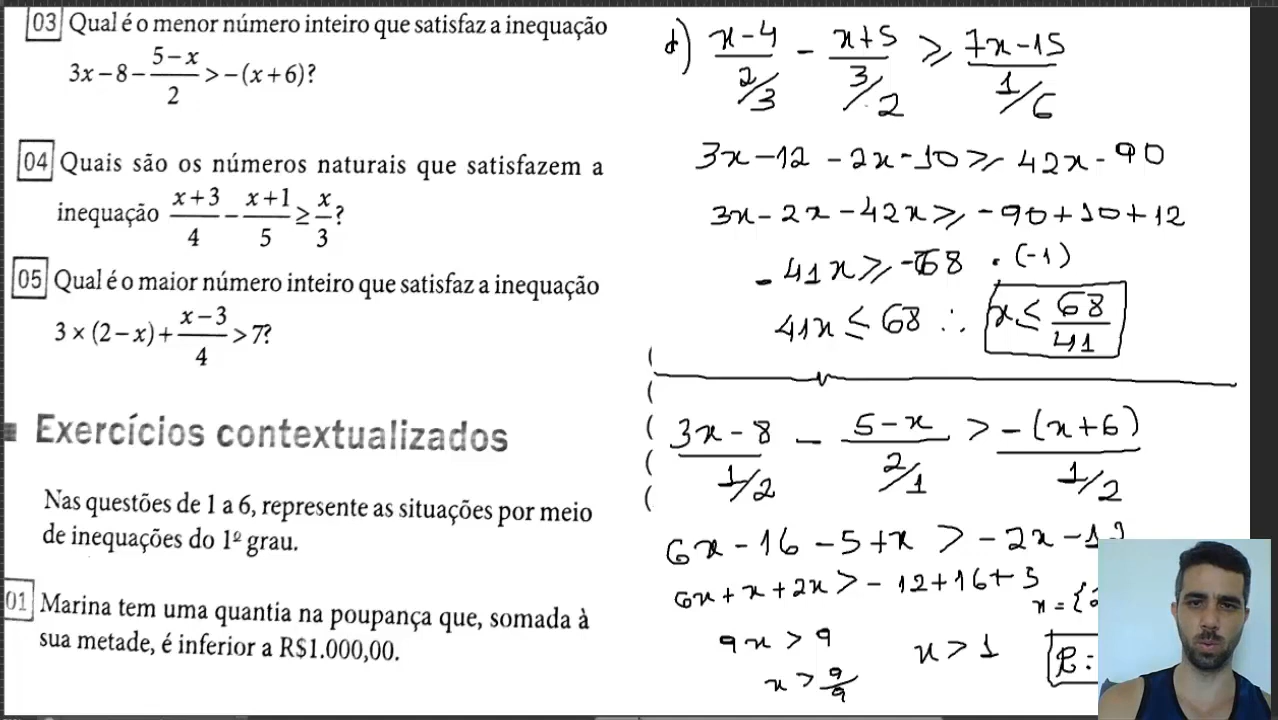 03 Qual é o menor número inteiro que satisfaz a inequação
3x – 8 – (5 – x)/2 > –(x + 6)?
04 Quais são os números naturais que satisfazem a
inequação (x + 3)/4 – (x + 1)/5 ≥ x/3?
05 Qual é o maior número inteiro que satisfaz a inequação
3 × (2 – x) + (x – 3)/4 > 7?
Exercícios contextualizados
Nas questões de 1 a 6, represente as situações por meio
de inequações do 1º grau.
01 Marina tem uma quantia na poupança que, somada à
sua metade, é inferior a R$1.000,00.
d) (x – 4)/2/3 – (x + 5)/3/2 ≥ (7x – 15)/1/6
3x – 12 – 2x – 10 ≥ 42x – 90
3x – 2x – 42x ≥ – 90 + 10 + 12
– 41x ≥ – 68 · (–1)
41x ≤ 68 ∴ x ≤ 68/41
(3x – 8)/1/2 – (5 – x)/2/1 > –(x + 6)/1/2
6x – 16 – 5 + x > – 2x –
6x + x + 2x > – 12 + 16 + 5
x = {
9x > 9
x > 1
R:
x > 9/9